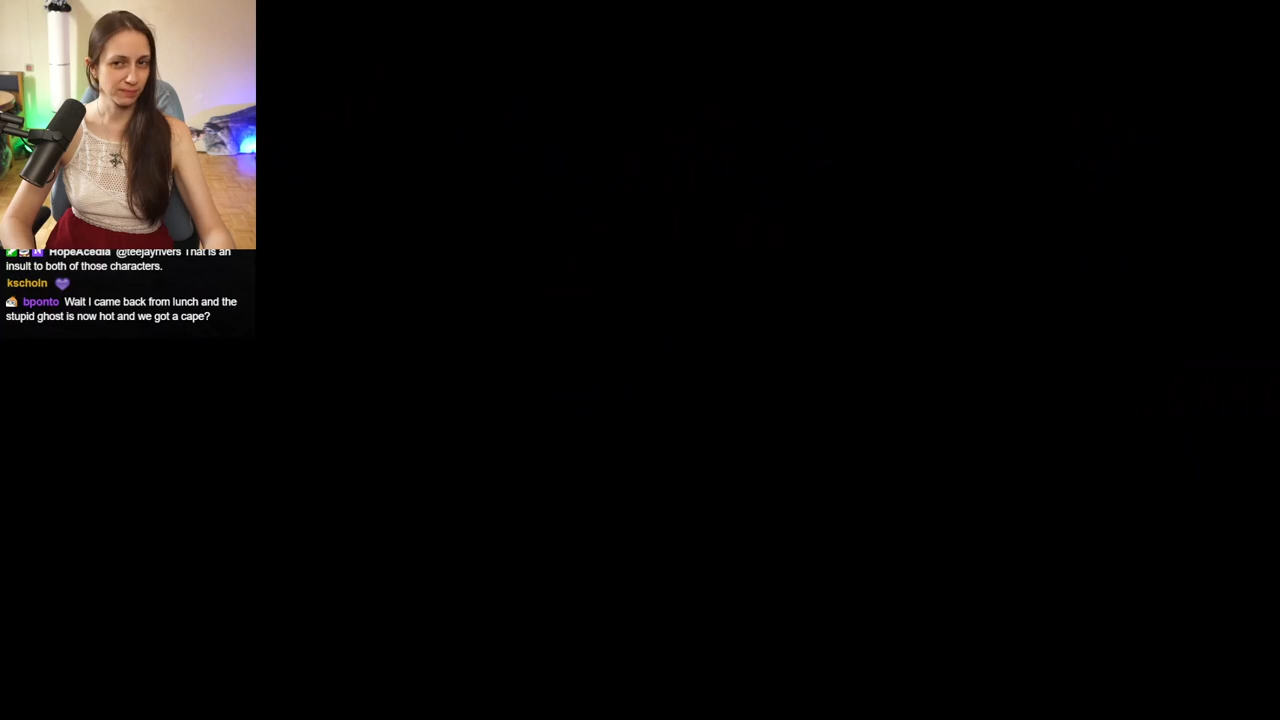 HopeAcedia @teejayrivers That is an
insult to both of those characters.
kscholn
bponto Wait I came back from lunch and the
stupid ghost is now hot and we got a cape?